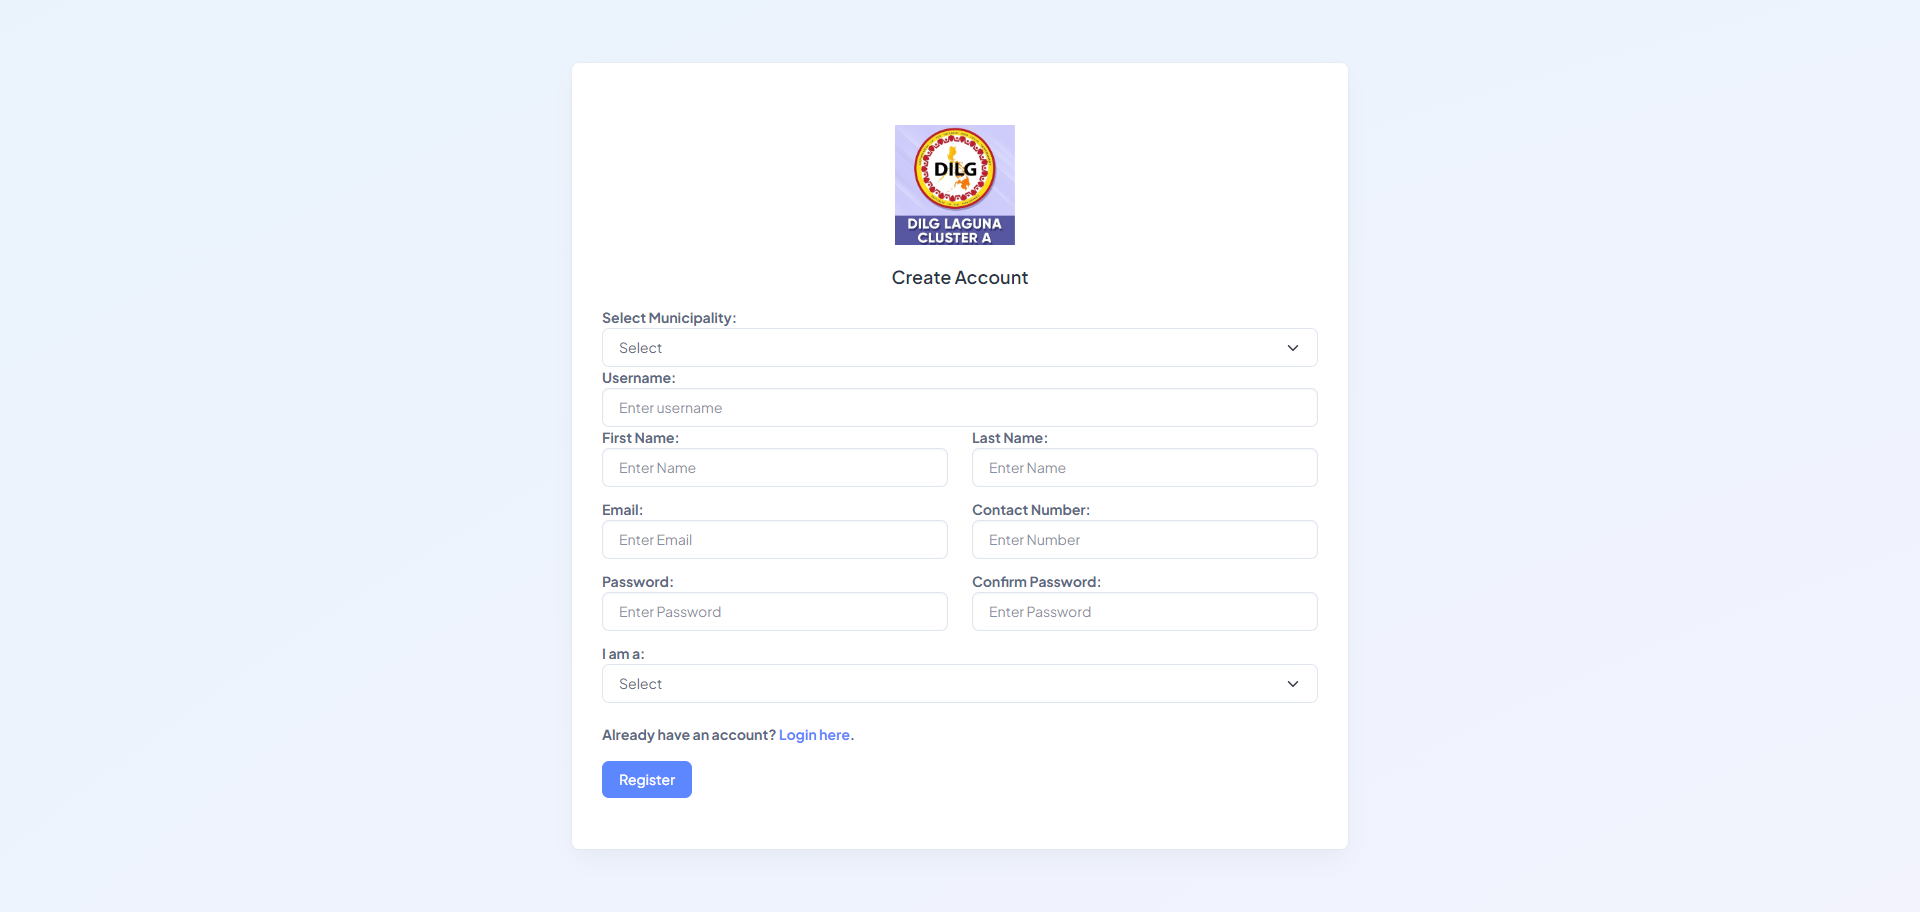 DILG
DILG LAGUNA
CLUSTER A
Create Account
Select Municipality:
Select
Username:
Enter username
First Name: Last Name:
Enter Name Enter Name
Email: Contact Number:
Enter Email Enter Number
Password: Confirm Password:
Enter Password Enter Password
I am a:
Select
Already have an account? Login here.
Register